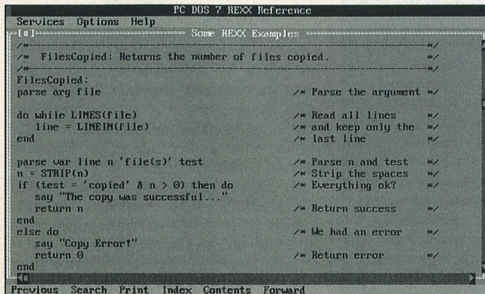 PC DOS 7 REXX Reference
Services Options Help
Some REXX Examples
/*------------------------------------------------------------*/
/* FilesCopied: Returns the number of files copied. */
/*------------------------------------------------------------*/
FilesCopied:
parse arg file /* Parse the argument */
do while LINES(file) /* Read all lines */
line = LINEIN(file) /* and keep only the */
end /* last line */
parse var line n 'file(s)' test /* Parse n and test */
n = STRIP(n) /* Strip the spaces */
if (test = 'copied' & n > 0) then do /* Everything ok? */
say "The copy was successful..."
return n /* Return success */
end
else do /* We had an error */
say "Copy Error!"
return 0 /* Return error */
end
Previous Search Print Index Contents Forward